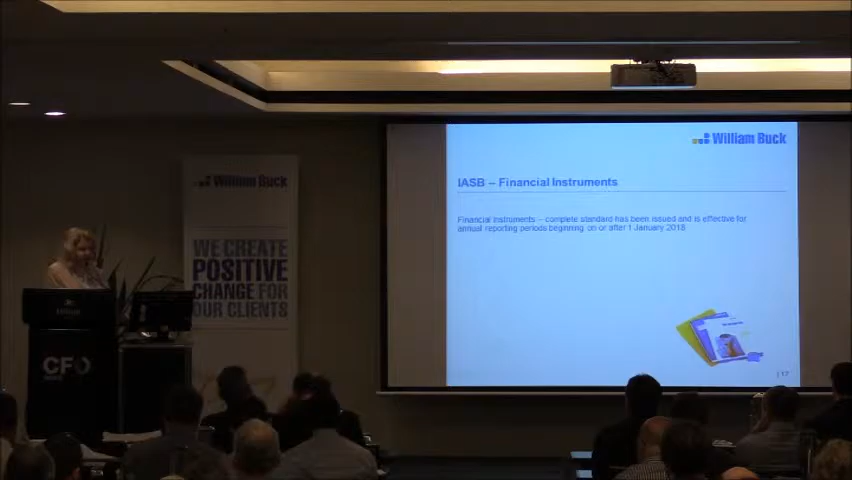 William Buck
IASB – Financial Instruments
Financial Instruments – complete standard has been issued and is effective for
annual reporting periods beginning on or after 1 January 2018
| 17
William Buck
WE CREATE
POSITIVE
CHANGE FOR
OUR CLIENTS
CFO